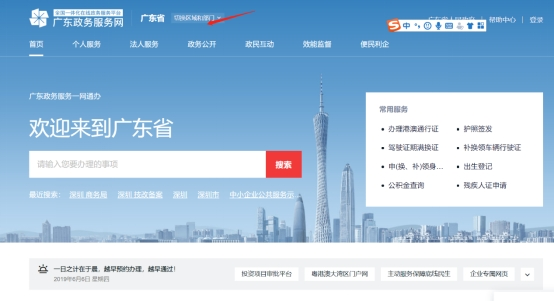 全国一体化在线政务服务平台
广东政务服务网
广东省
切换区域和部门
帮助中心
登录
中
首页
个人服务
法人服务
政务公开
政民互动
效能监督
便民利企
广东政务服务一网通办
欢迎来到广东省
请输入您要办理的事项
搜索
最近搜索：
深圳 商务局
深圳 技改备案
深圳
深圳市
中小企业公共服务示
常用服务
办理港澳通行证
护照签发
驾驶证期满换证
补换领车辆行驶证
申(换、补)领身...
出生登记
公积金查询
残疾人证申请
一日之计在于晨，越早预约办理，越早通过！
2019年6月6日 星期四
投资项目审批平台
粤港澳大湾区门户网
主动服务保障底线民生
企业专属网页